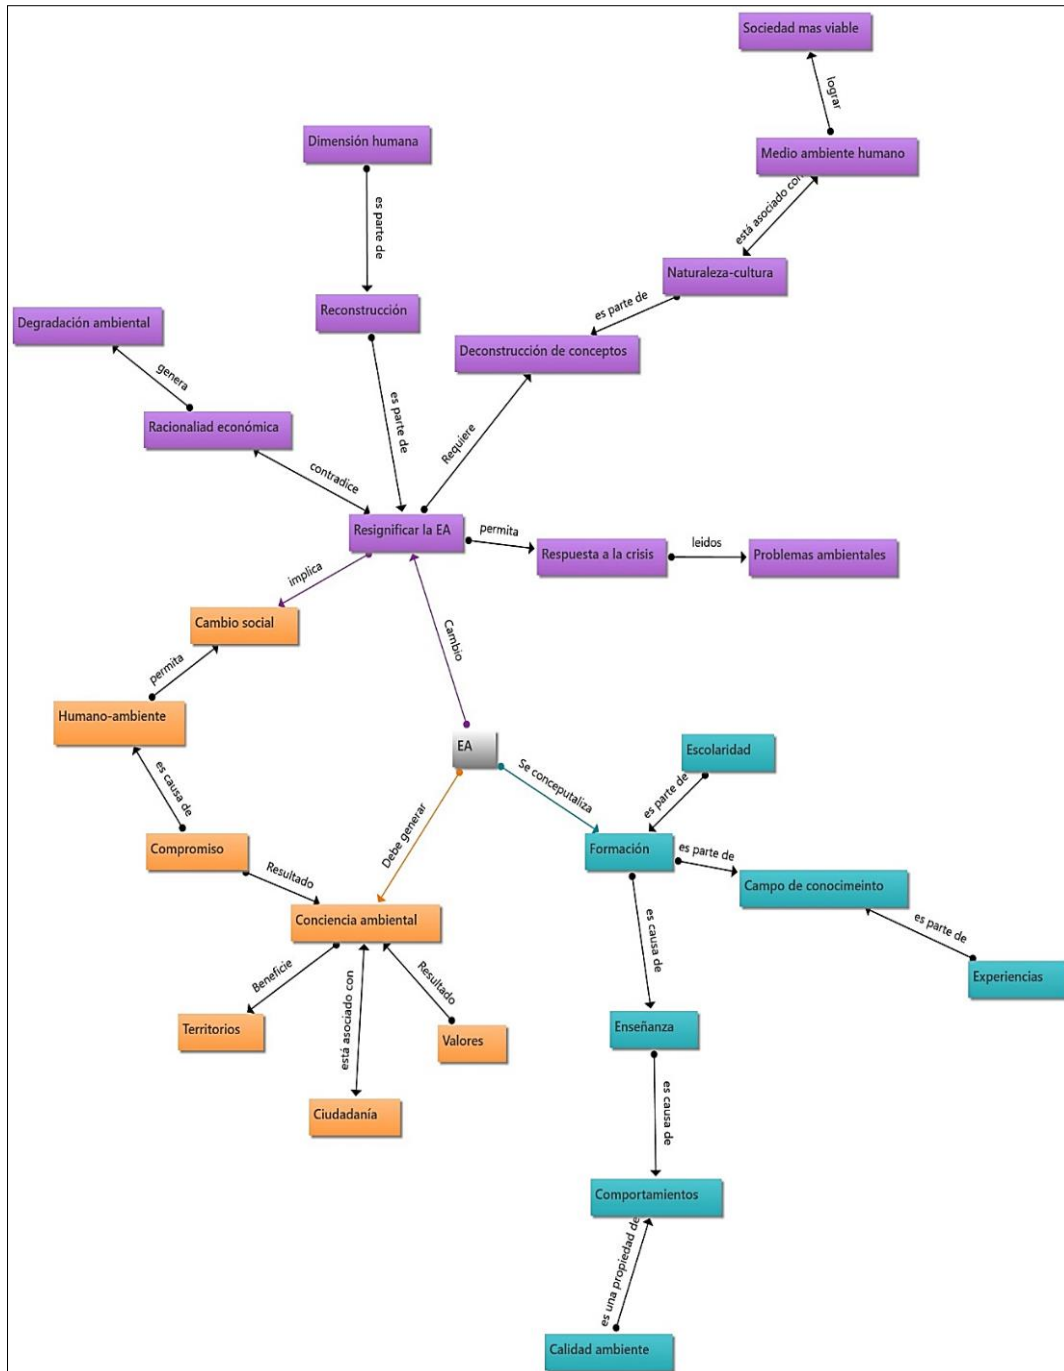 Sociedad mas viable
lograr
Dimensión humana
Medio ambiente humano
es parte de
está asociado con
Naturaleza-cultura
es parte de
Reconstrucción
Degradación ambiental
Deconstrucción de conceptos
genera
es parte de
Racionaliad económica
Requiere
contradice
Resignificar la EA
permita
Respuesta a la crisis
leidos
Problemas ambientales
implica
Cambio social
Cambio
permita
Humano-ambiente
EA
Escolaridad
Se conceputaliza
es causa de
es parte de
Debe generar
Compromiso
Formación
es parte de
Resultado
Campo de conocimeinto
Conciencia ambiental
es causa de
es parte de
Beneficie
Resultado
está asociado con
Experiencias
Territorios
Valores
Enseñanza
es causa de
Ciudadanía
Comportamientos
es una propiedad de
Calidad ambiente